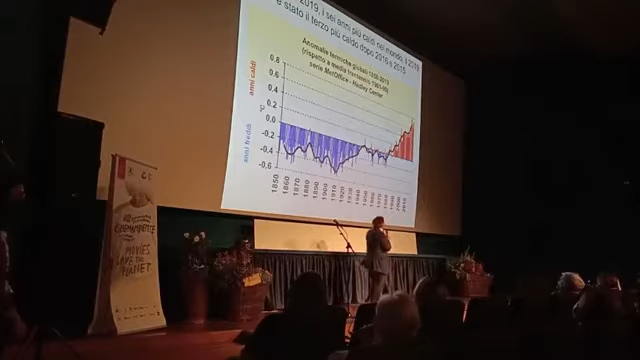 2019, i sei anni più caldi nel mondo, il 2019
è stato il terzo più caldo dopo 2016 e 2015
Anomalie termiche globali 1850-2019
(rispetto a media trentennio 1961-90)
serie MetOffice - Hadley Center
anni caldi
anni freddi
°C
0.8
0.6
0.4
0.2
0.0
-0.2
-0.4
-0.6
1850
1860
1870
1880
1890
1900
1910
1920
1930
1940
1950
1960
1970
1980
1990
2000
2010
MOVIES
SAVE THE
PLANET